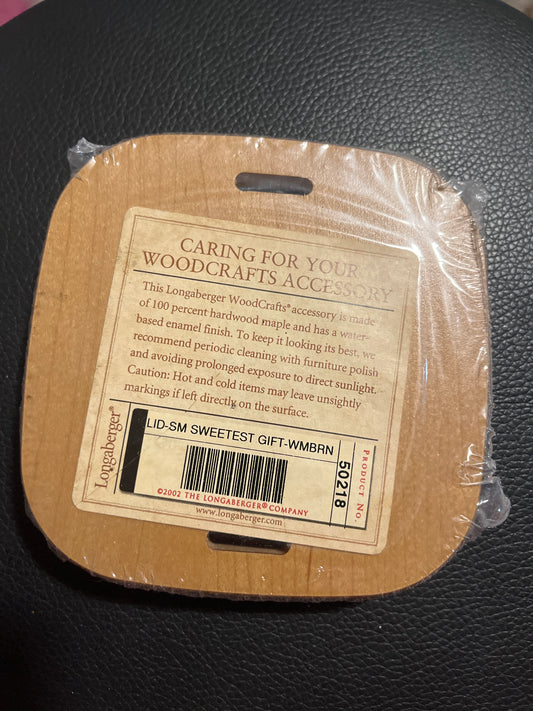 CARING FOR YOUR
WOODCRAFTS ACCESSORY
This Longaberger WoodCrafts® accessory is made
of 100 percent hardwood maple and has a water-
based enamel finish. To keep it looking its best, we
recommend periodic cleaning with furniture polish
and avoiding prolonged exposure to direct sunlight.
Caution: Hot and cold items may leave unsightly
markings if left directly on the surface.
Longaberger®
LID-SM SWEETEST GIFT-WMBRN
50218
PRODUCT NO.
©2002 THE LONGABERGER® COMPANY
www.longaberger.com